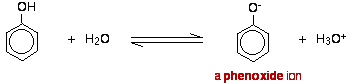 OH
O⁻
+ H₂O
+ H₃O⁺
a phenoxide ion